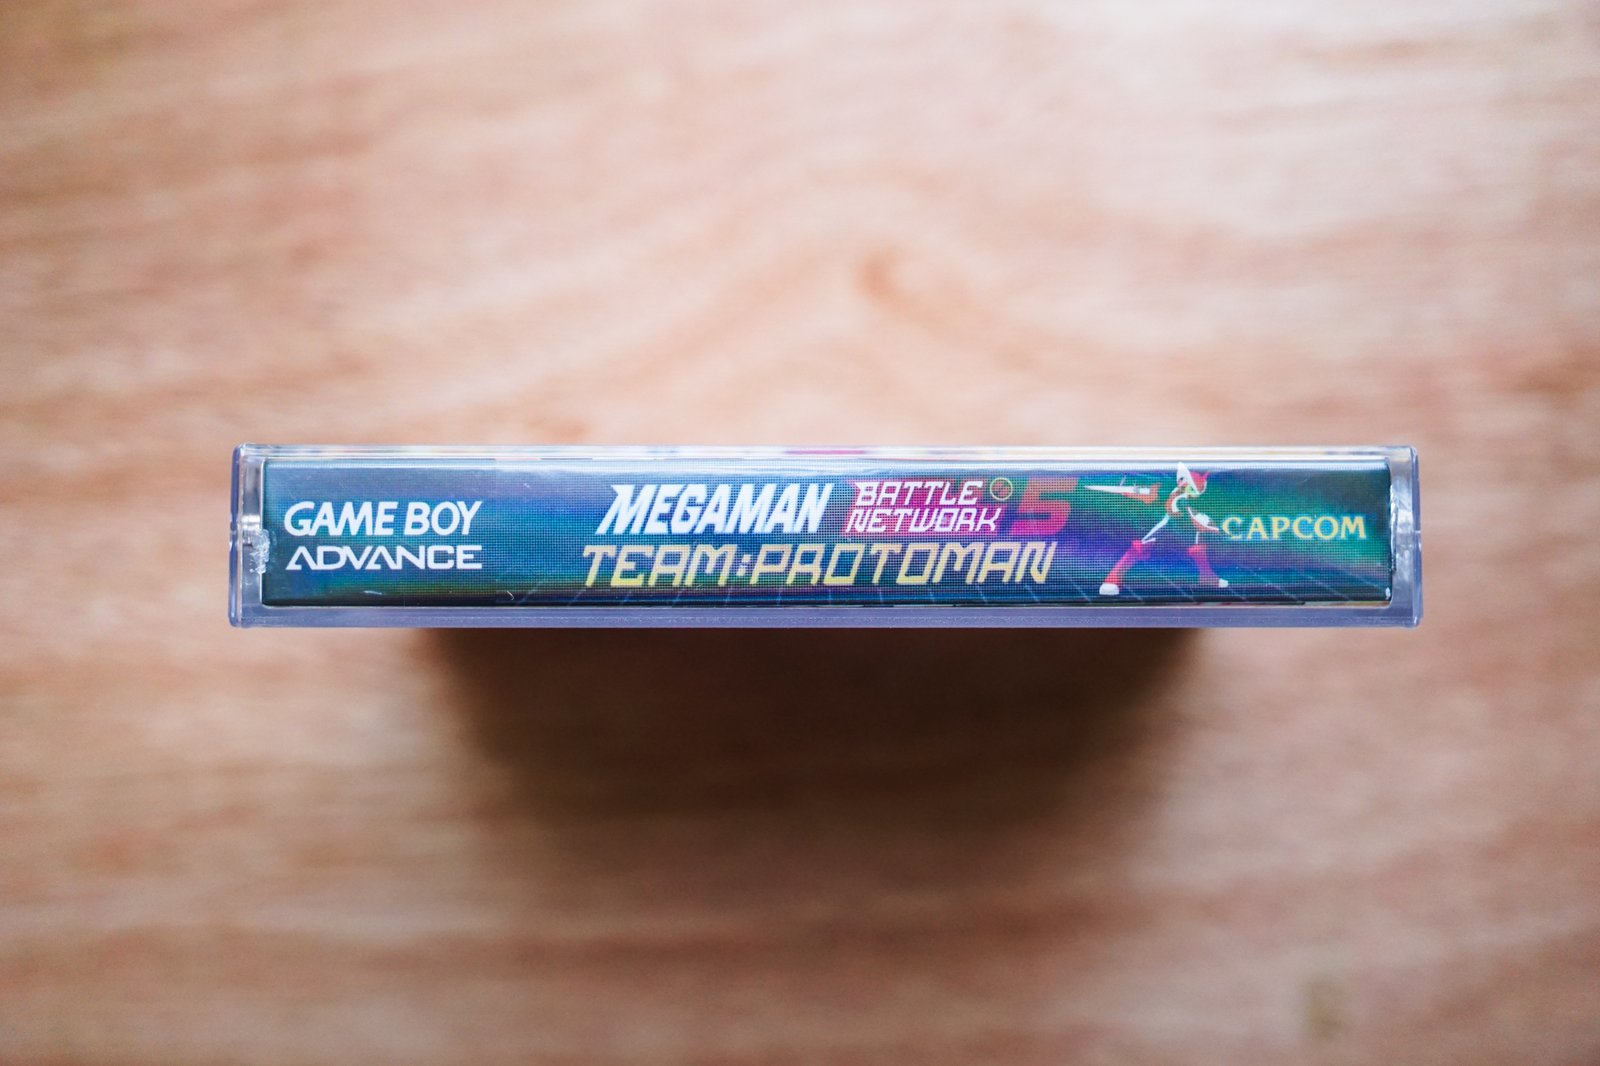 GAME BOY
ADVANCE
MEGAMAN
BATTLE
NETWORK
5
TEAM:PROTOMAN
CAPCOM